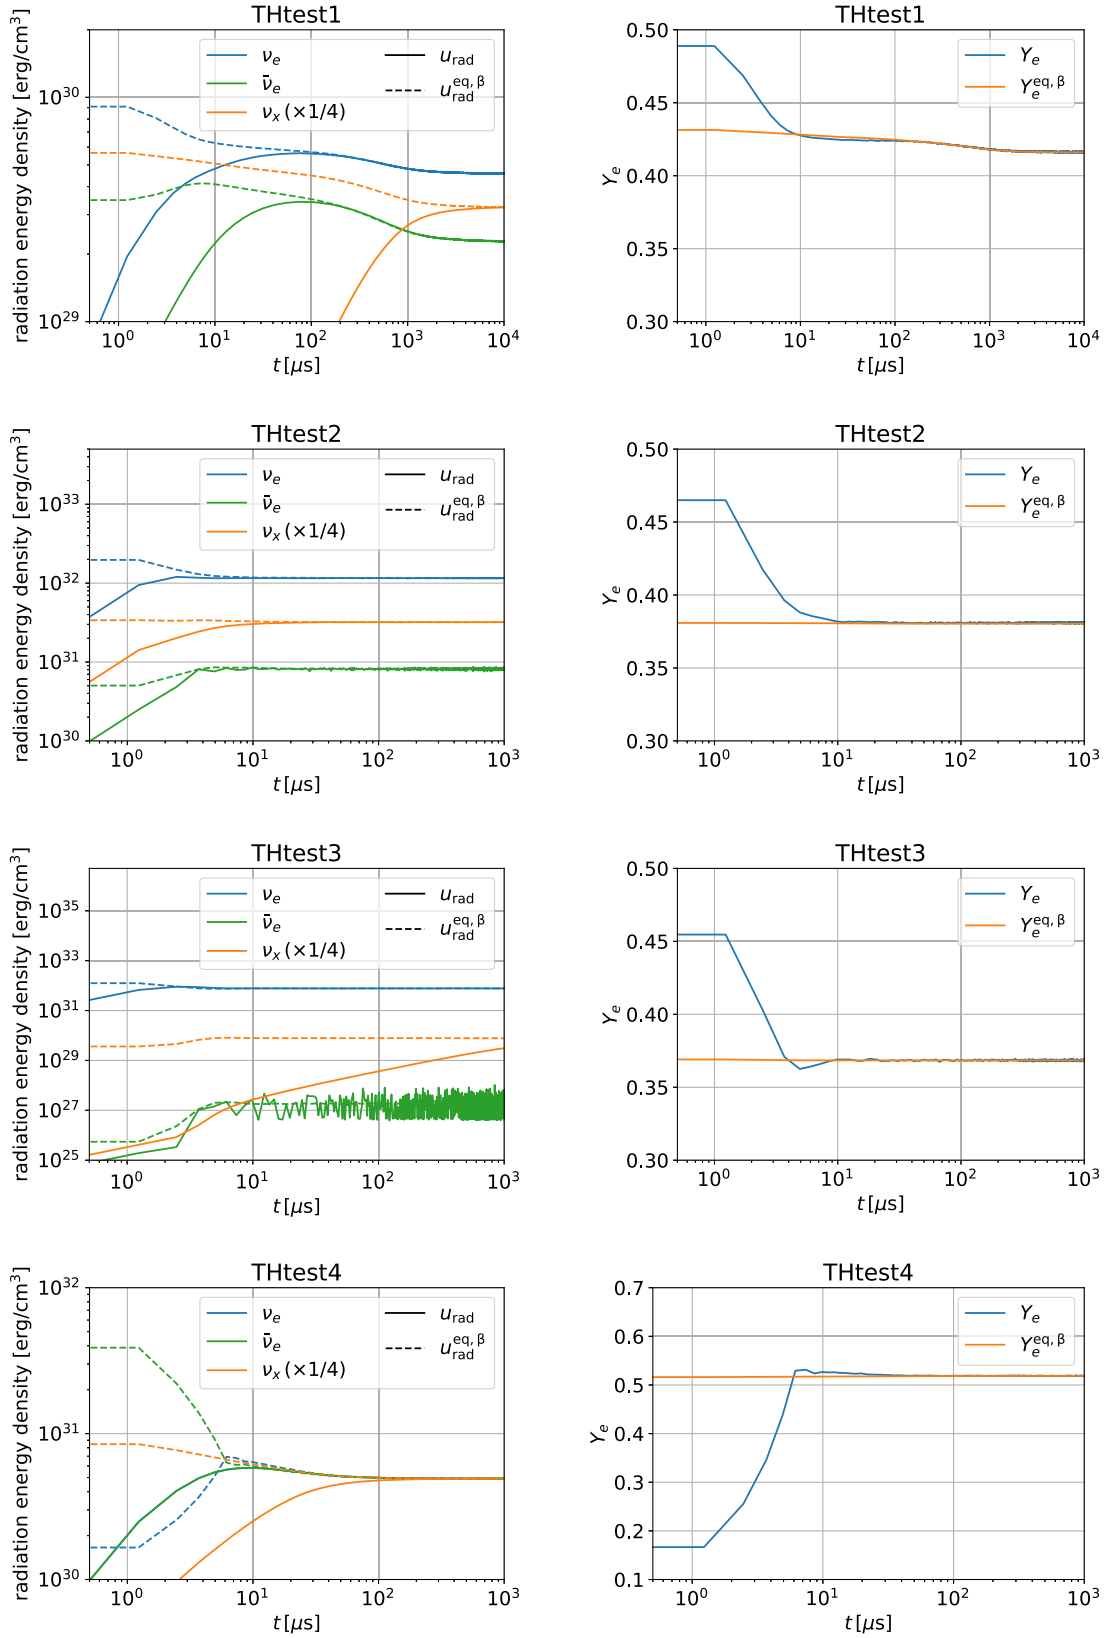 THtest1
radiation energy density [erg/cm³]
10³⁰
10²⁹
νₑ
ν̄ₑ
νₓ (×1/4)
u_rad
u_rad^eq, β
10⁰ 10¹ 10² 10³ 10⁴
t [μs]
THtest1
Yₑ
0.50
0.45
0.40
0.35
0.30
Yₑ
Yₑ^eq, β
10⁰ 10¹ 10² 10³ 10⁴
t [μs]
THtest2
radiation energy density [erg/cm³]
10³³
10³²
10³¹
10³⁰
νₑ
ν̄ₑ
νₓ (×1/4)
u_rad
u_rad^eq, β
10⁰ 10¹ 10² 10³
t [μs]
THtest2
Yₑ
0.50
0.45
0.40
0.35
0.30
Yₑ
Yₑ^eq, β
10⁰ 10¹ 10² 10³
t [μs]
THtest3
radiation energy density [erg/cm³]
10³⁵
10³³
10³¹
10²⁹
10²⁷
10²⁵
νₑ
ν̄ₑ
νₓ (×1/4)
u_rad
u_rad^eq, β
10⁰ 10¹ 10² 10³
t [μs]
THtest3
Yₑ
0.50
0.45
0.40
0.35
0.30
Yₑ
Yₑ^eq, β
10⁰ 10¹ 10² 10³
t [μs]
THtest4
radiation energy density [erg/cm³]
10³²
10³¹
10³⁰
νₑ
ν̄ₑ
νₓ (×1/4)
u_rad
u_rad^eq, β
10⁰ 10¹ 10² 10³
t [μs]
THtest4
Yₑ
0.7
0.6
0.5
0.4
0.3
0.2
0.1
Yₑ
Yₑ^eq, β
10⁰ 10¹ 10² 10³
t [μs]